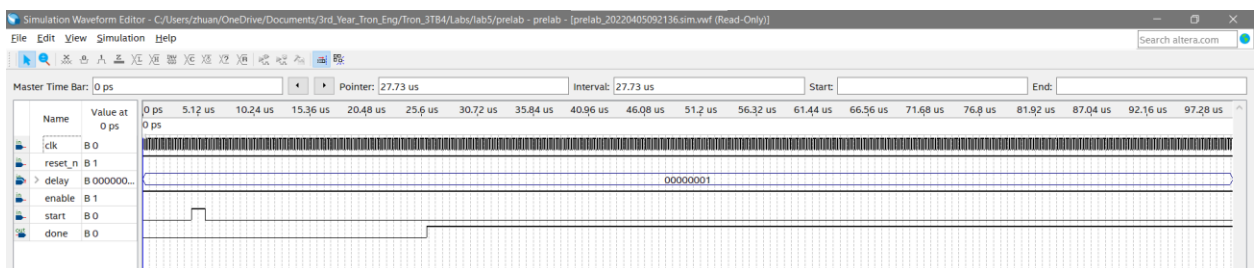 Simulation Waveform Editor - C:/Users/zhuan/OneDrive/Documents/3rd_Year_Tron_Eng/Tron_3TB4/Labs/lab5/prelab - prelab - [prelab_20220405092136.sim.vwf (Read-Only)]
File Edit View Simulation Help
Search altera.com
Master Time Bar: 0 ps Pointer: 27.73 us Interval: 27.73 us Start: End:
Name Value at 0 ps
0 ps 5.12 us 10.24 us 15.36 us 20.48 us 25.6 us 30.72 us 35.84 us 40.96 us 46.08 us 51.2 us 56.32 us 61.44 us 66.56 us 71.68 us 76.8 us 81.92 us 87.04 us 92.16 us 97.28 us
0 ps
clk B 0
reset_n B 1
delay B 000000... 00000001
enable B 1
start B 0
done B 0